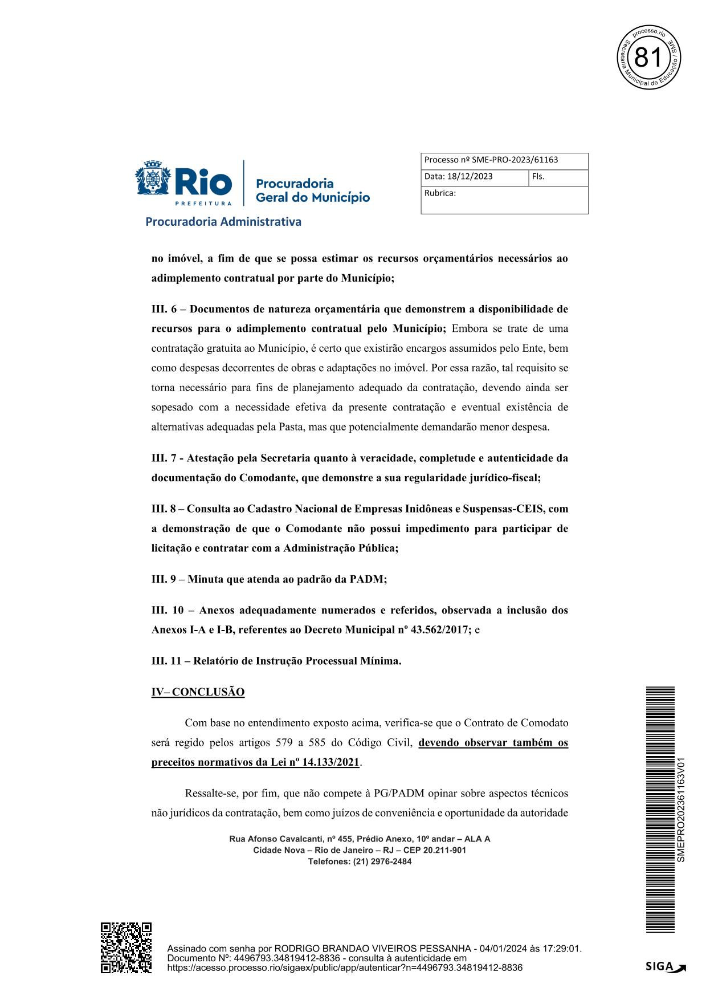 processo.rio
Secretaria Municipal de Educação / SME
81
RIO
PREFEITURA
Procuradoria
Geral do Município
Procuradoria Administrativa
Processo nº SME-PRO-2023/61163
Data: 18/12/2023 Fls.
Rubrica:
no imóvel, a fim de que se possa estimar os recursos orçamentários necessários ao
adimplemento contratual por parte do Município;
III. 6 – Documentos de natureza orçamentária que demonstrem a disponibilidade de
recursos para o adimplemento contratual pelo Município; Embora se trate de uma
contratação gratuita ao Município, é certo que existirão encargos assumidos pelo Ente, bem
como despesas decorrentes de obras e adaptações no imóvel. Por essa razão, tal requisito se
torna necessário para fins de planejamento adequado da contratação, devendo ainda ser
sopesado com a necessidade efetiva da presente contratação e eventual existência de
alternativas adequadas pela Pasta, mas que potencialmente demandarão menor despesa.
III. 7 - Atestação pela Secretaria quanto à veracidade, completude e autenticidade da
documentação do Comodante, que demonstre a sua regularidade jurídico-fiscal;
III. 8 – Consulta ao Cadastro Nacional de Empresas Inidôneas e Suspensas-CEIS, com
a demonstração de que o Comodante não possui impedimento para participar de
licitação e contratar com a Administração Pública;
III. 9 – Minuta que atenda ao padrão da PADM;
III. 10 – Anexos adequadamente numerados e referidos, observada a inclusão dos
Anexos I-A e I-B, referentes ao Decreto Municipal nº 43.562/2017; e
III. 11 – Relatório de Instrução Processual Mínima.
IV– CONCLUSÃO
Com base no entendimento exposto acima, verifica-se que o Contrato de Comodato
será regido pelos artigos 579 a 585 do Código Civil, devendo observar também os
preceitos normativos da Lei nº 14.133/2021.
Ressalte-se, por fim, que não compete à PG/PADM opinar sobre aspectos técnicos
não jurídicos da contratação, bem como juízos de conveniência e oportunidade da autoridade
Rua Afonso Cavalcanti, nº 455, Prédio Anexo, 10º andar – ALA A
Cidade Nova – Rio de Janeiro – RJ – CEP 20.211-901
Telefones: (21) 2976-2484
SMEPRO202361163V01
Assinado com senha por RODRIGO BRANDAO VIVEIROS PESSANHA - 04/01/2024 às 17:29:01.
Documento Nº: 4496793.34819412-8836 - consulta à autenticidade em
https://acesso.processo.rio/sigaex/public/app/autenticar?n=4496793.34819412-8836
SIGA